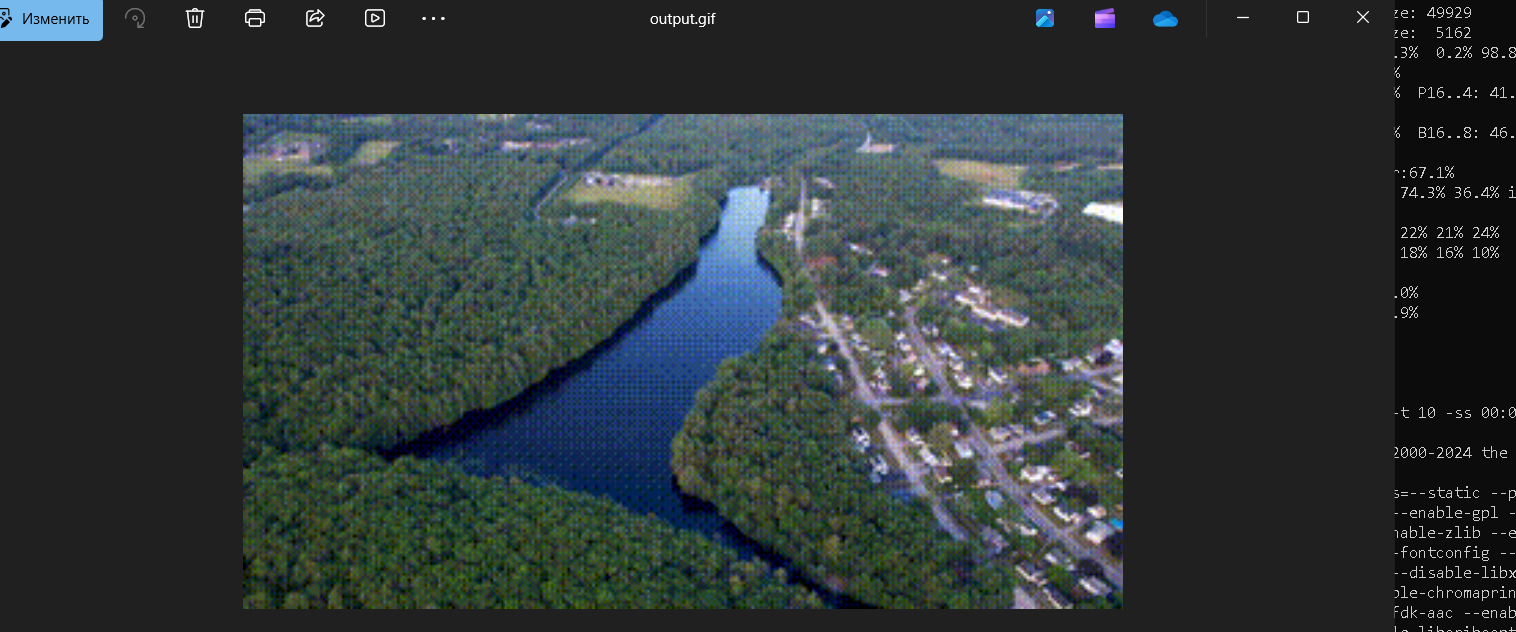 Изменить
output.gif
ze: 49929
ze: 5162
.3% 0.2% 98.8
%
% P16..4: 41.
% B16..8: 46.
r:67.1%
74.3% 36.4% i
22% 21% 24%
18% 16% 10%
.0%
.9%
-t 10 -ss 00:0
2000-2024 the
s=--static --p
--enable-gpl -
nable-zlib --e
-fontconfig --
--disable-libx
ble-chromaprin
fdk-aac --enab